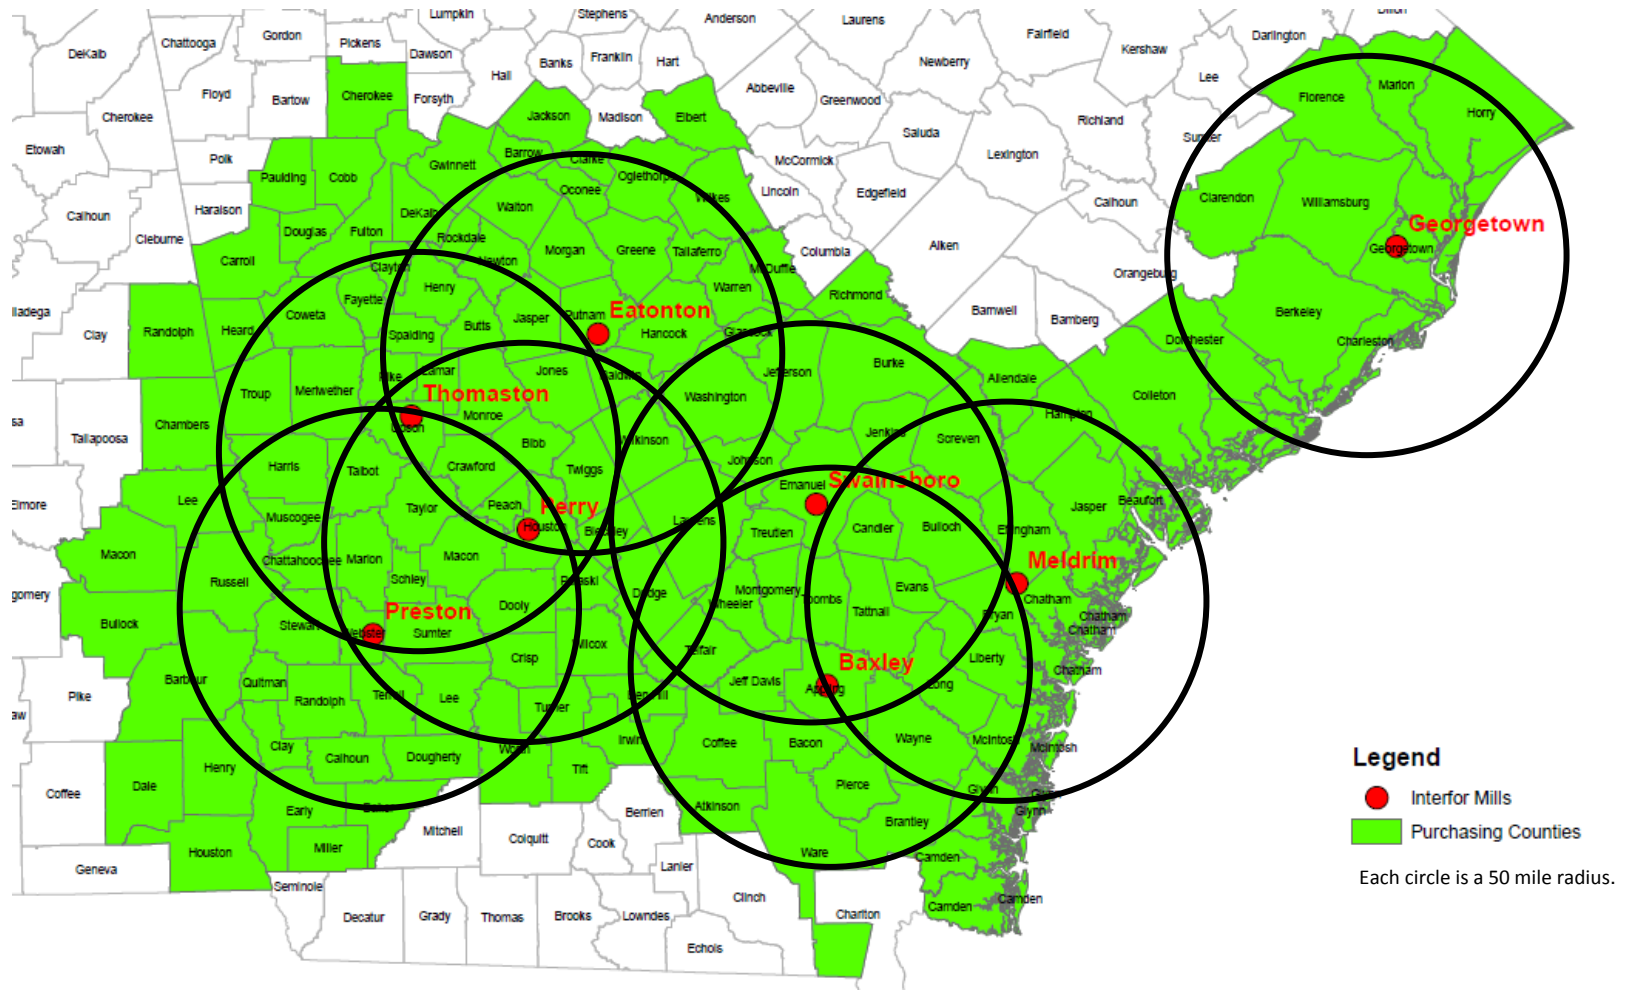 Lumpkin
Stephens
Anderson
Laurens
DeKalb
Chattooga
Gordon
Pickens
Dawson
Hall
Banks
Franklin
Hart
Newberry
Fairfield
Kershaw
Darlington
Lee
Floyd
Bartow
Cherokee
Forsyth
Jackson
Madison
Elbert
Abbeville
Greenwood
Richland
Sumter
Florence
Marion
Horry
Cherokee
Etowah
Polk
Gwinnett
Barrow
Clarke
Oglethorpe
McCormick
Saluda
Lexington
Paulding
Cobb
Oconee
Wilkes
Lincoln
Edgefield
Calhoun
Clarendon
Williamsburg
Calhoun
Haralson
DeKalb
Walton
Georgetown
Georgetown
Cleburne
Douglas
Fulton
Rockdale
Morgan
Greene
Taliaferro
Columbia
Aiken
Orangeburg
Carroll
Clayton
Newton
McDuffie
Henry
Fayette
Warren
Richmond
Barnwell
Bamberg
Berkeley
Clay
Randolph
Heard
Coweta
Spalding
Butts
Jasper
Putnam
Eatonton
Hancock
Glascock
Dorchester
Charleston
Troup
Meriwether
Pike
Lamar
Jones
Baldwin
Jefferson
Burke
Allendale
Colleton
Thomaston
Washington
Hampton
Tallapoosa
Chambers
Upson
Monroe
Bibb
Wilkinson
Jenkins
Screven
Harris
Talbot
Crawford
Twiggs
Johnson
Emanuel
Swainsboro
Lee
Muscogee
Taylor
Peach
Perry
Houston
Bleckley
Laurens
Treutlen
Candler
Bulloch
Effingham
Jasper
Beaufort
Macon
Chattahoochee
Marion
Macon
Schley
Pulaski
Meldrim
Russell
Dooly
Dodge
Wheeler
Montgomery
Toombs
Tattnall
Evans
Bryan
Chatham
Chatham
Chatham
Chatham
Bullock
Preston
Stewart
Webster
Sumter
Crisp
Wilcox
Telfair
Baxley
Liberty
Pike
Barbour
Quitman
Randolph
Terrell
Lee
Turner
Ben Hill
Jeff Davis
Appling
Long
Coffee
Dale
Henry
Clay
Calhoun
Dougherty
Worth
Tift
Irwin
Coffee
Bacon
Wayne
McIntosh
McIntosh
Legend
Interfor Mills
Purchasing Counties
Each circle is a 50 mile radius.
Early
Baker
Berrien
Atkinson
Pierce
Glynn
Glynn
Glynn
Brantley
Geneva
Houston
Miller
Mitchell
Colquitt
Cook
Lanier
Ware
Camden
Seminole
Decatur
Grady
Thomas
Brooks
Lowndes
Clinch
Charlton
Camden
Camden
Echols